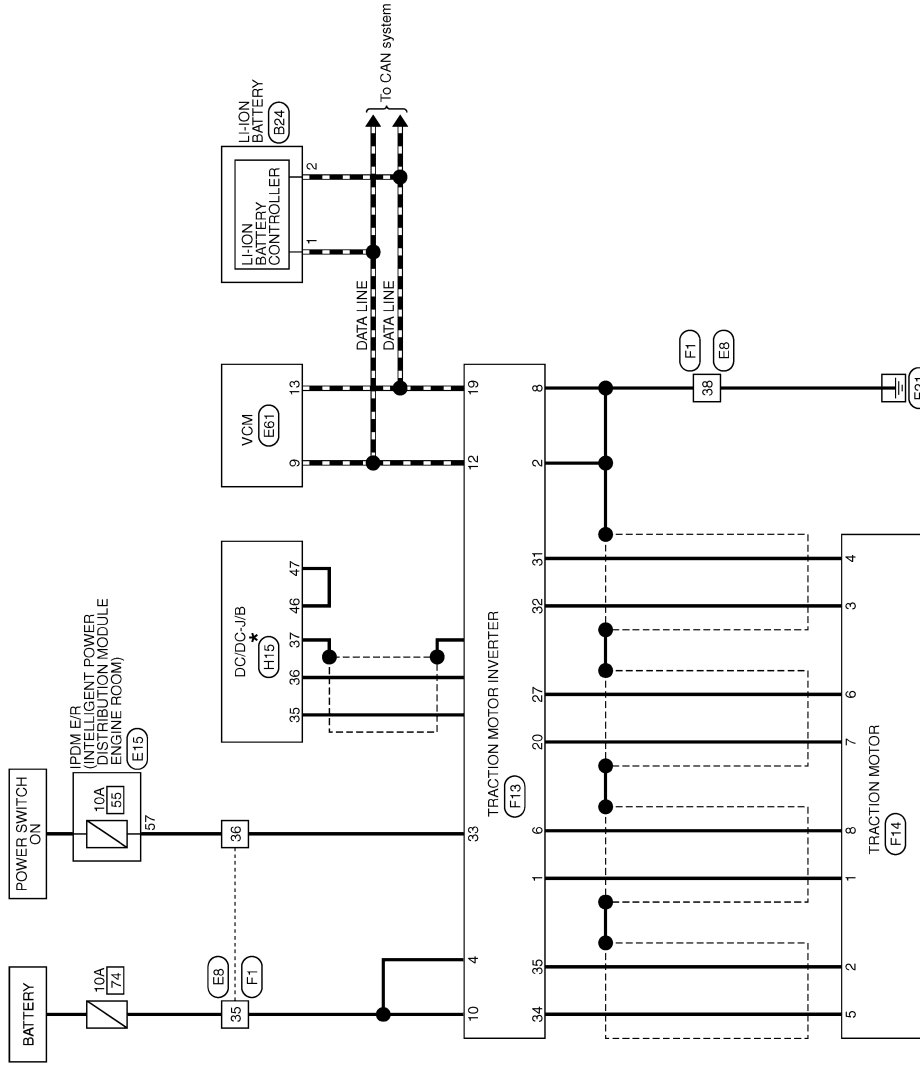 BATTERY
10A
74
E8
35
F1
POWER SWITCH
ON
IPDM E/R
(INTELLIGENT POWER
DISTRIBUTION MODULE
ENGINE ROOM)
E15
10A
55
57
36
DC/DC-J/B
*
H15
35
36
37
46
47
VCM
E61
9
13
LI-ION
BATTERY
B24
LI-ION
BATTERY
CONTROLLER
1
2
DATA LINE
DATA LINE
To CAN system
10
4
33
12
19
TRACTION MOTOR INVERTER
F13
34
35
1
6
20
27
32
31
2
8
F1
38
E8
5
2
1
8
7
6
3
4
TRACTION MOTOR
F14